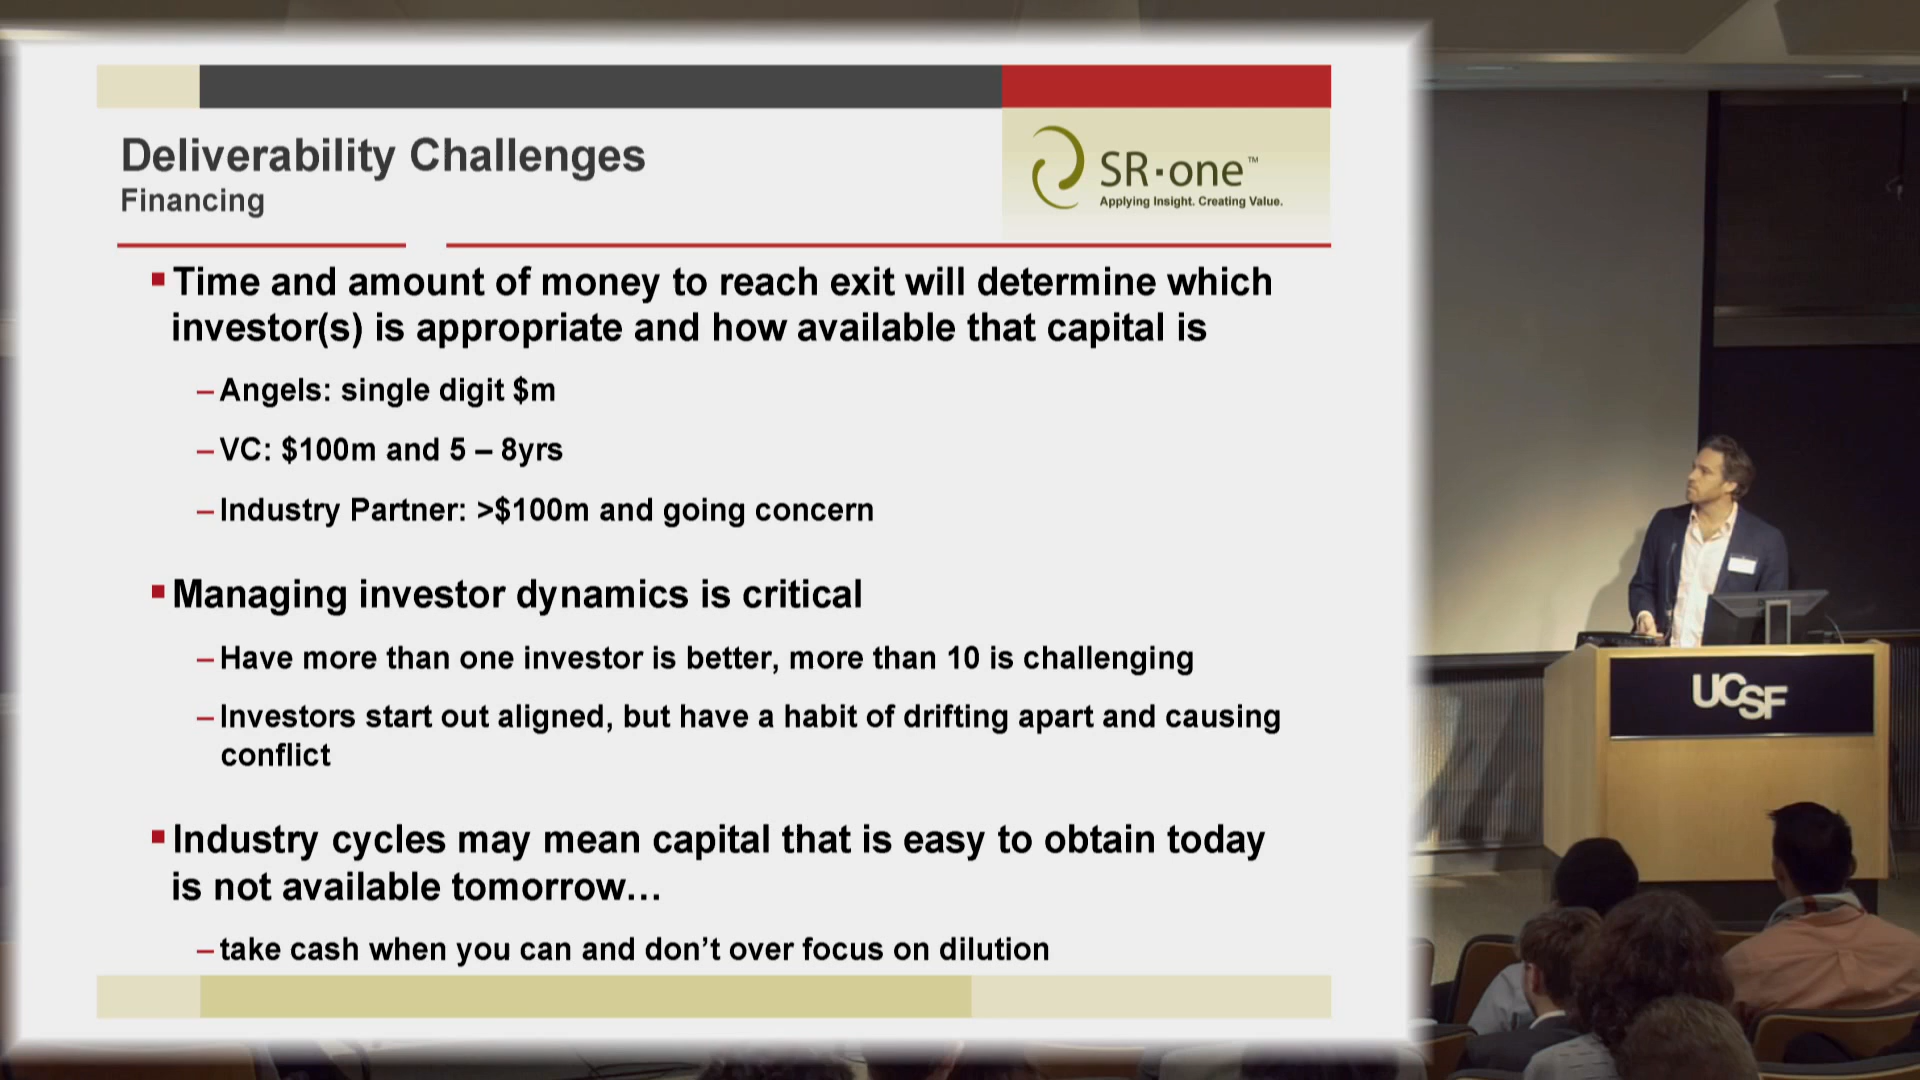 Deliverability Challenges
Financing
SR·one™
Applying Insight. Creating Value.
Time and amount of money to reach exit will determine which
investor(s) is appropriate and how available that capital is
– Angels: single digit $m
– VC: $100m and 5 – 8yrs
– Industry Partner: >$100m and going concern
Managing investor dynamics is critical
– Have more than one investor is better, more than 10 is challenging
– Investors start out aligned, but have a habit of drifting apart and causing
conflict
Industry cycles may mean capital that is easy to obtain today
is not available tomorrow…
– take cash when you can and don’t over focus on dilution
UCSF